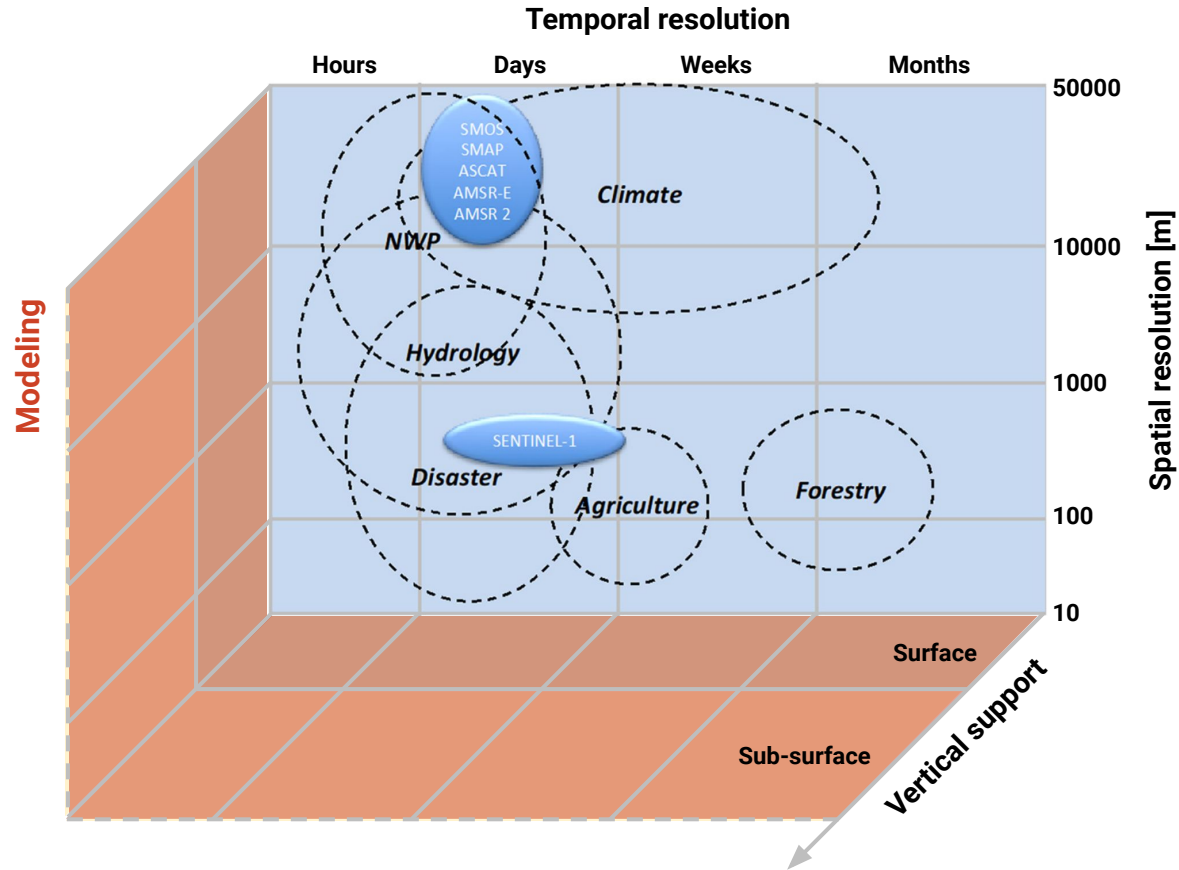 Temporal resolution
Hours
Days
Weeks
Months
50000
SMOS
SMAP
ASCAT
AMSR-E
AMSR 2
Climate
NWP
10000
Spatial resolution [m]
Modeling
Hydrology
1000
SENTINEL-1
Disaster
Agriculture
Forestry
100
10
Surface
Sub-surface
Vertical support